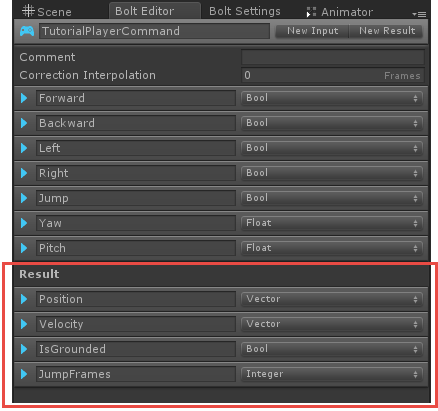 Scene Bolt Editor Bolt Settings Animator
TutorialPlayerCommand New Input New Result
Comment
Correction Interpolation 0 Frames
Forward Bool
Backward Bool
Left Bool
Right Bool
Jump Bool
Yaw Float
Pitch Float
Result
Position Vector
Velocity Vector
IsGrounded Bool
JumpFrames Integer